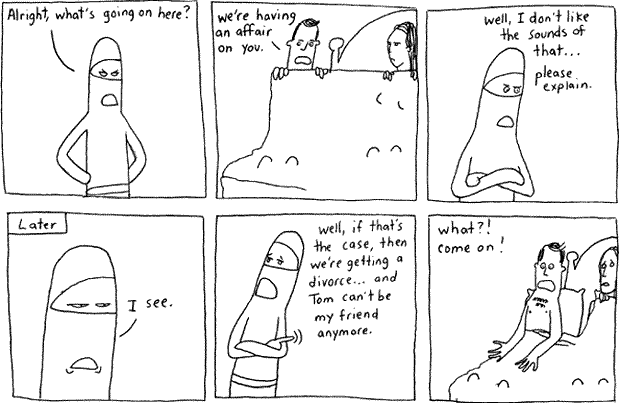 Alright, what's going on here?
we're having
an affair
on you.
well, I don't like
the sounds of
that...
please
explain.
Later
I see.
well, if that's
the case, then
we're getting a
divorce... and
Tom can't be
my friend
anymore.
what?!
come on!